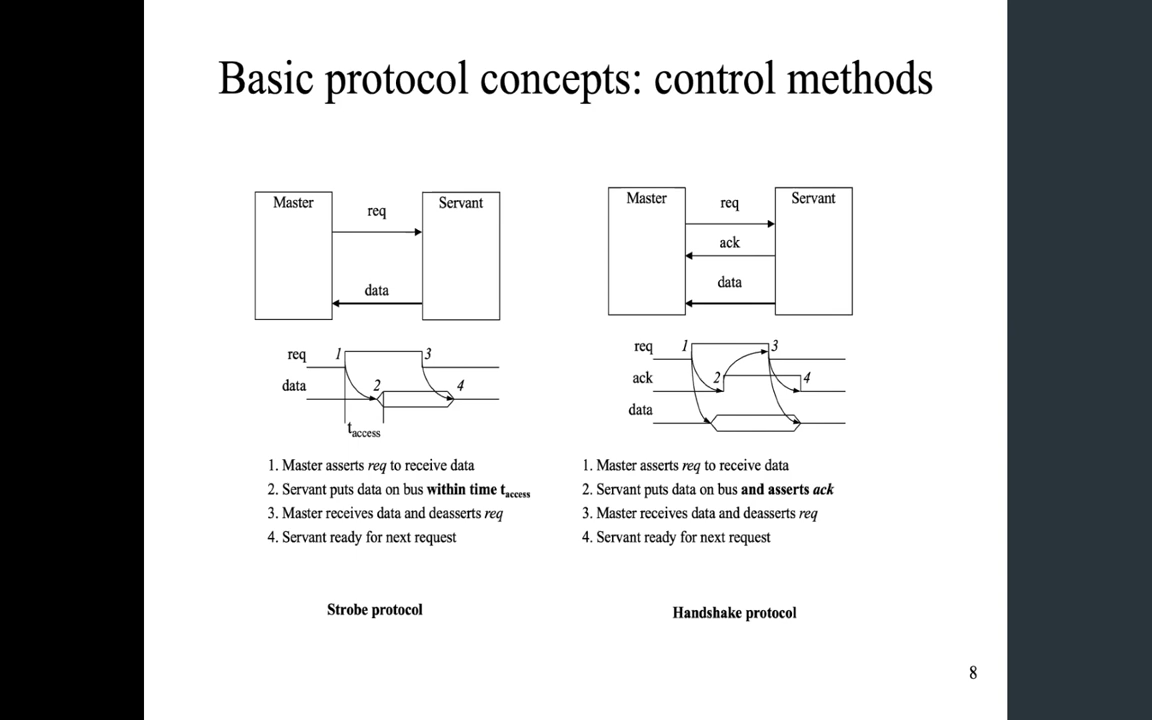 Basic protocol concepts: control methods
Master
req
Servant
data
req 1 3
data 2 4
taccess
1. Master asserts req to receive data
2. Servant puts data on bus within time taccess
3. Master receives data and deasserts req
4. Servant ready for next request
Strobe protocol
Master
req
Servant
ack
data
req 1 3
ack 2 4
data
1. Master asserts req to receive data
2. Servant puts data on bus and asserts ack
3. Master receives data and deasserts req
4. Servant ready for next request
Handshake protocol
8